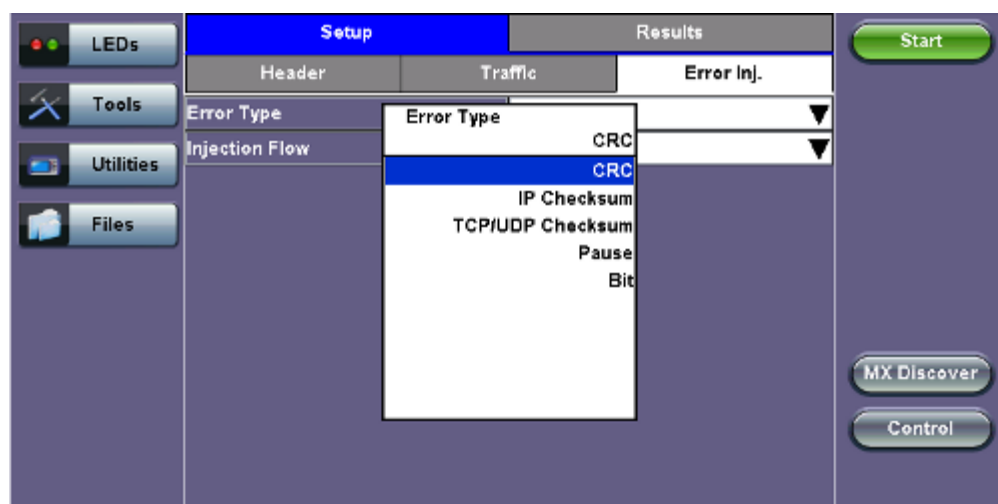 LEDs
Tools
Utilities
Files
Setup
Results
Header
Traffic
Error Inj.
Error Type
Injection Flow
Error Type
CRC
CRC
IP Checksum
TCP/UDP Checksum
Pause
Bit
Start
MX Discover
Control